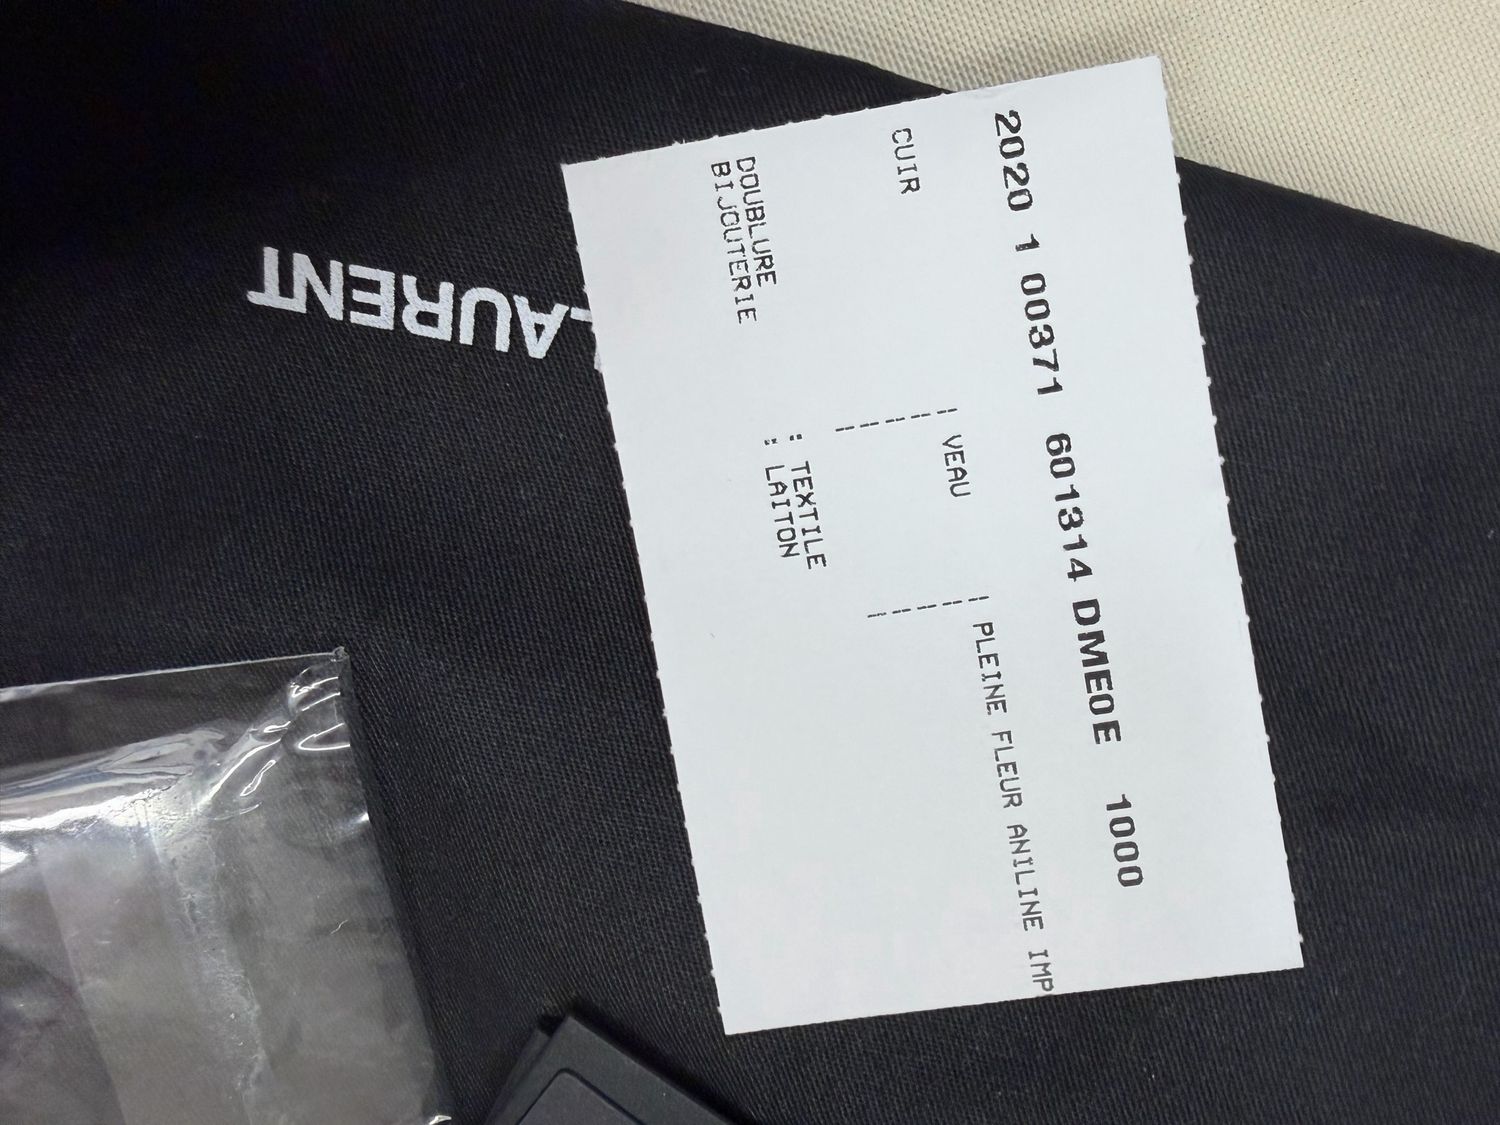 2020 1 00371 601314 DME0E 1000
CUIR ¦ VEAU ¦ PLEINE FLEUR ANILINE IMP
DOUBLURE : TEXTILE
BIJOUTERIE : LAITON
LAURENT